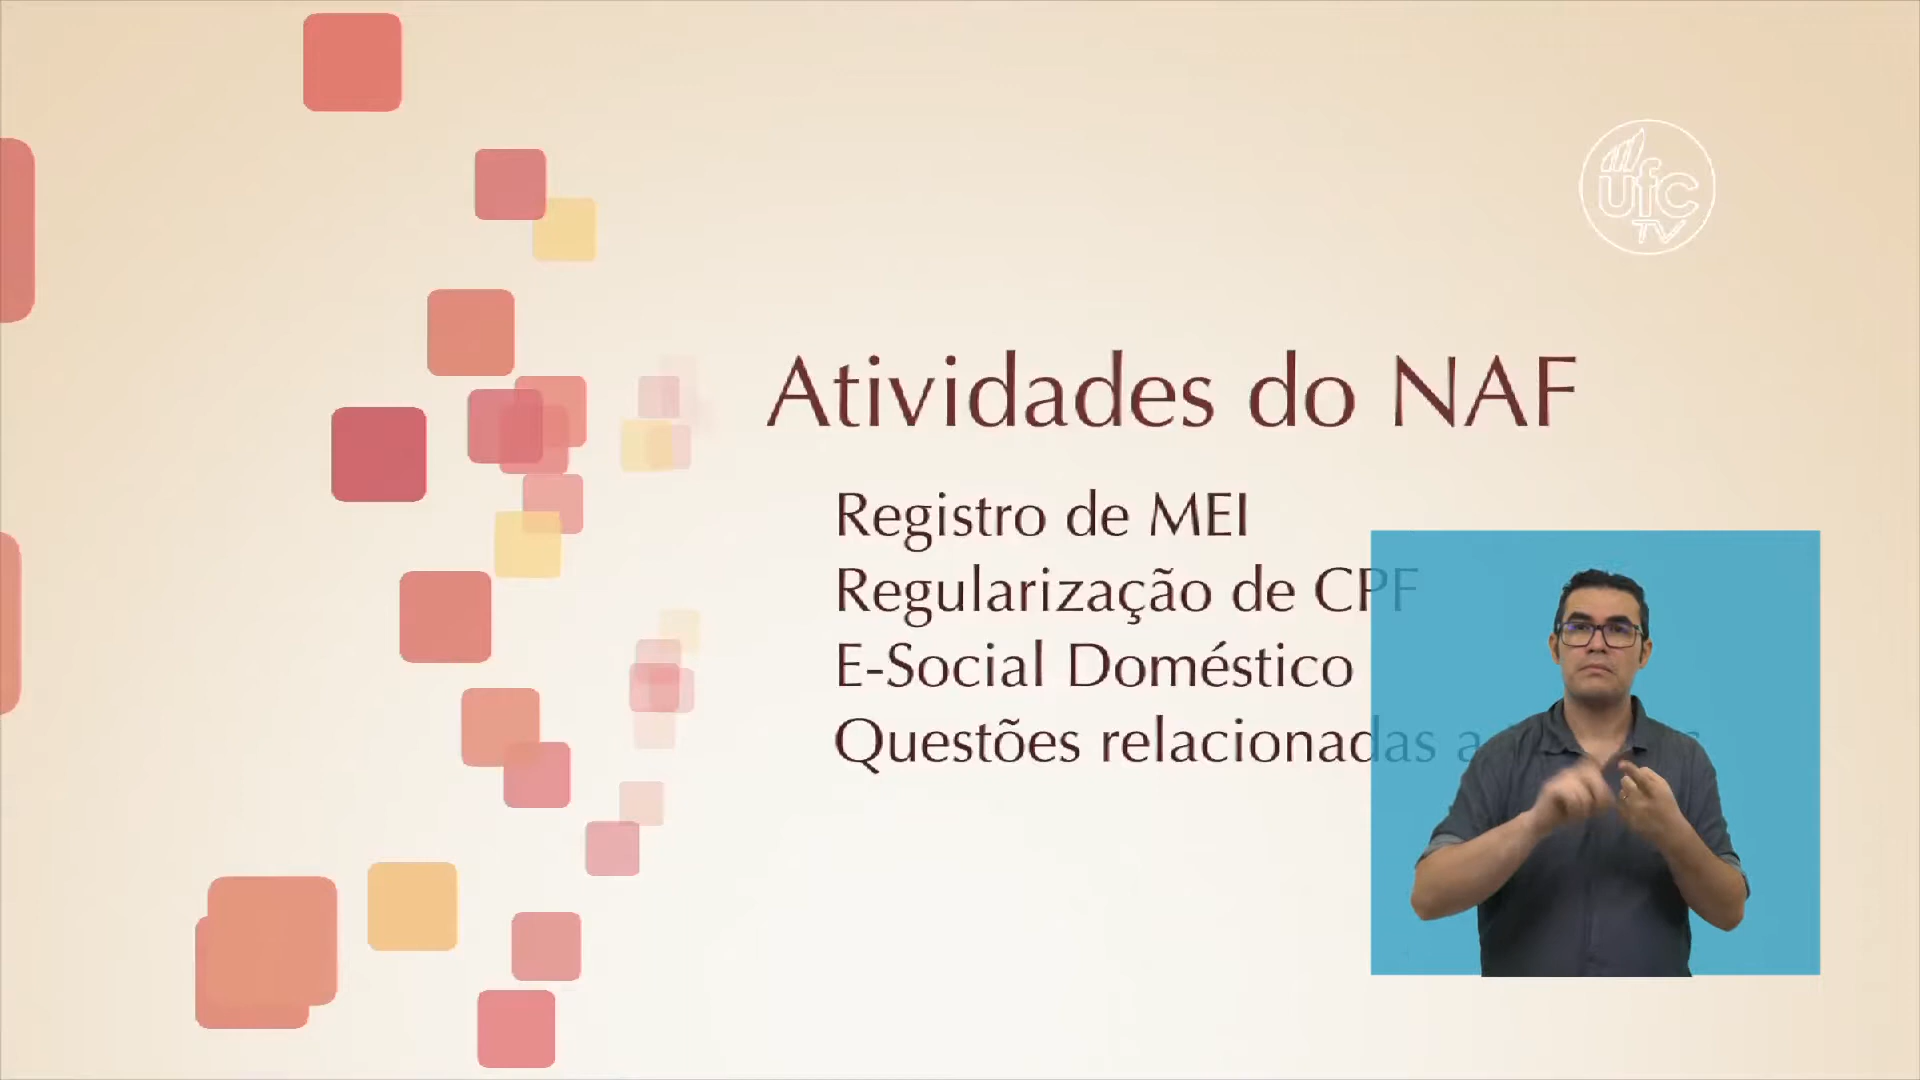 ufc
TV
Atividades do NAF
Registro de MEI
Regularização de CPF
E-Social Doméstico
Questões relacionadas a